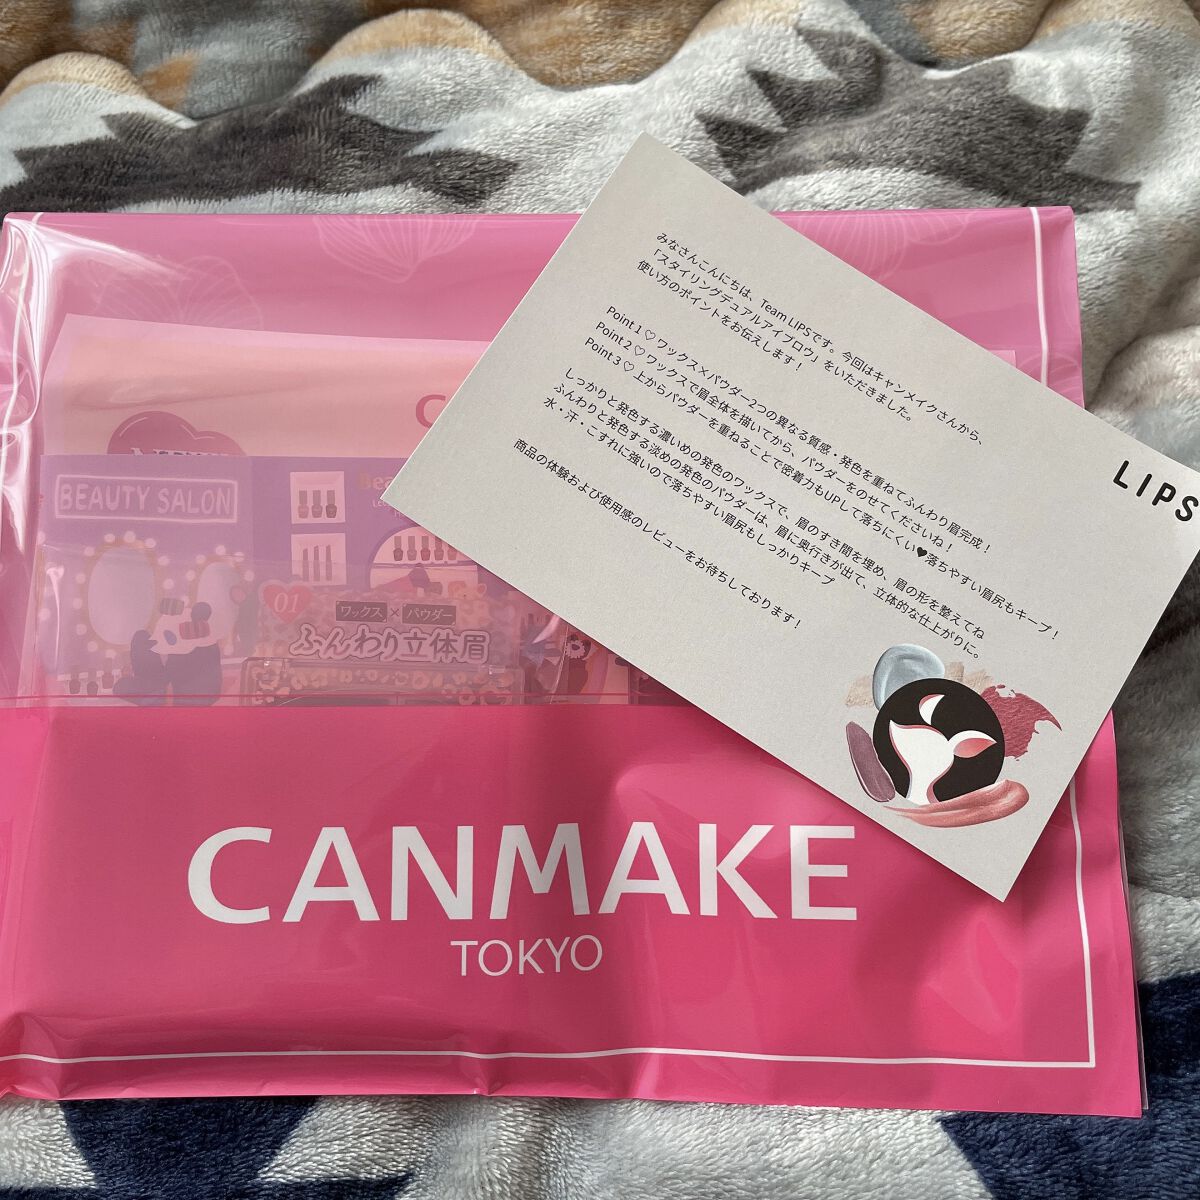 みなさんこんにちは、Team LIPSです。今回はキャンメイクさんから、
「スタイリングデュアルアイブロウ」をいただきました。
使い方のポイントをお伝えします！
Point 1 ♡ ワックス×パウダー2つの異なる質感・発色を重ねてふんわり眉完成！
Point 2 ♡ ワックスで眉全体を描いてから、パウダーをのせてくださいね！
Point 3 ♡ 上からパウダーを重ねることで密着力もUPして落ちにくい♥落ちやすい眉尻もキープ！
しっかりと発色する濃いめの発色のワックスで、眉のすき間を埋め、眉の形を整えてね
ふんわりと発色する淡めの発色のパウダーは、眉に奥行きが出て、立体的な仕上がりに。
水・汗・こすれに強いので落ちやすい眉尻もしっかりキープ
商品の体験および使用感のレビューをお待ちしております！
LIPS
BEAUTY SALON
01
ワックス×パウダー
ふんわり立体眉
CANMAKE
TOKYO